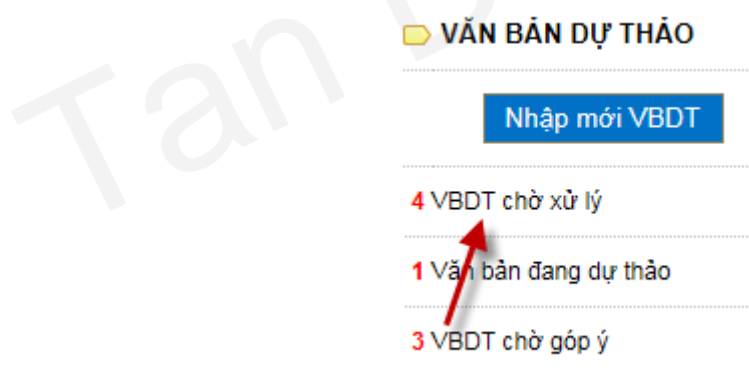 VĂN BẢN DỰ THẢO
Nhập mới VBDT
4 VBDT chờ xử lý
1 Văn bản đang dự thảo
3 VBDT chờ góp ý
Tan